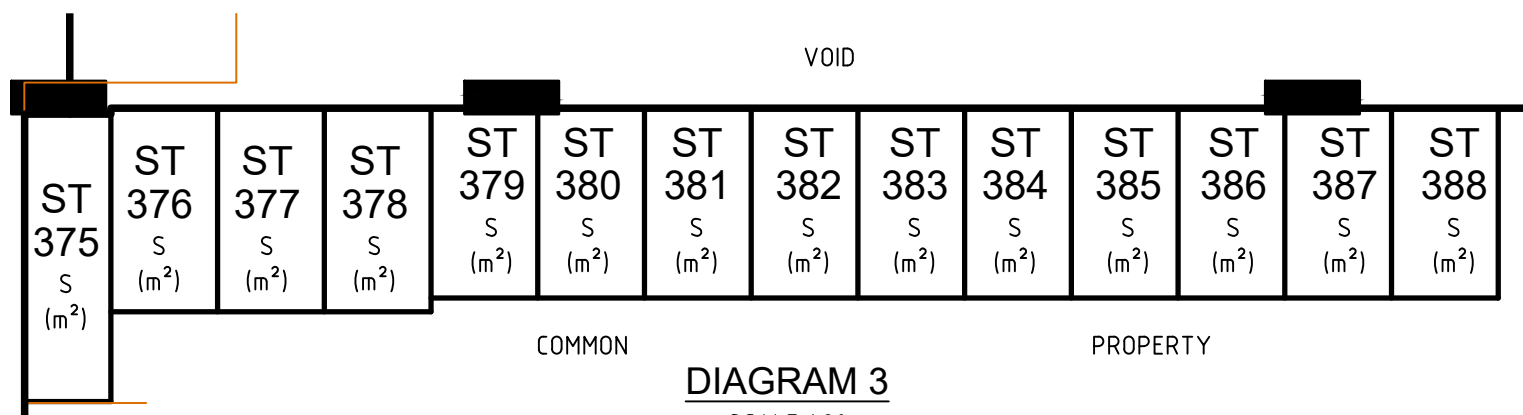 VOID
ST
375
S
(m²)
ST
376
S
(m²)
ST
377
S
(m²)
ST
378
S
(m²)
ST
379
S
(m²)
ST
380
S
(m²)
ST
381
S
(m²)
ST
382
S
(m²)
ST
383
S
(m²)
ST
384
S
(m²)
ST
385
S
(m²)
ST
386
S
(m²)
ST
387
S
(m²)
ST
388
S
(m²)
COMMON PROPERTY
DIAGRAM 3